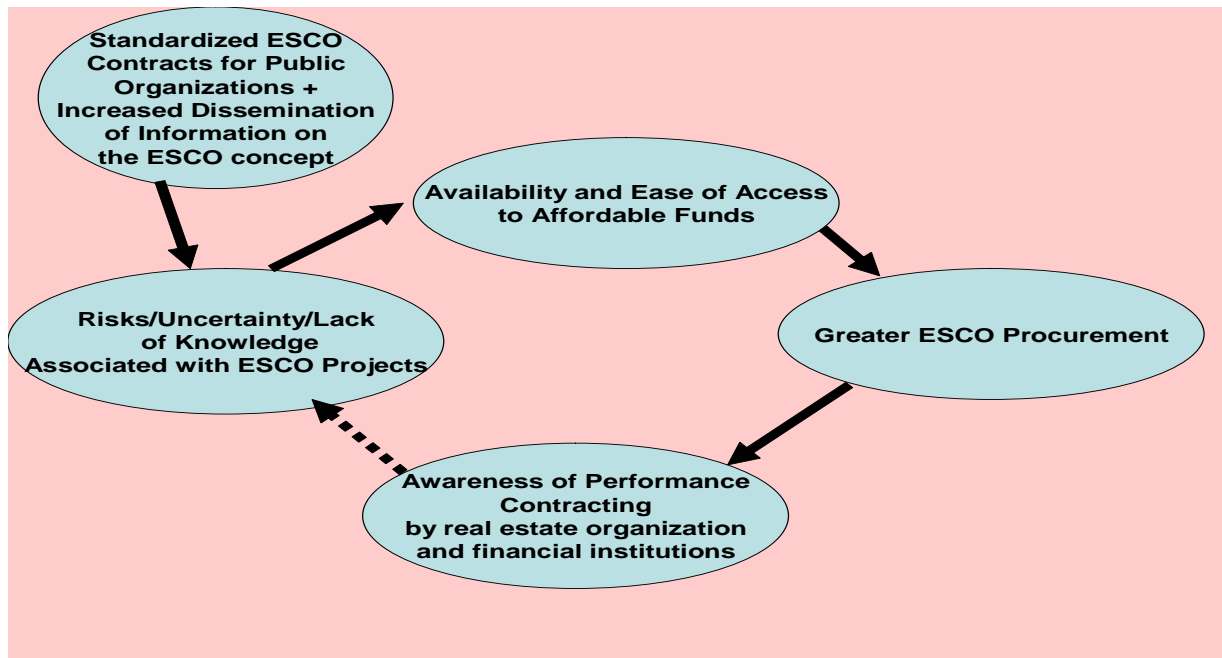 Standardized ESCO
Contracts for Public
Organizations +
Increased Dissemination
of Information on
the ESCO concept
Availability and Ease of Access
to Affordable Funds
Risks/Uncertainty/Lack
of Knowledge
Associated with ESCO Projects
Greater ESCO Procurement
Awareness of Performance
Contracting
by real estate organization
and financial institutions